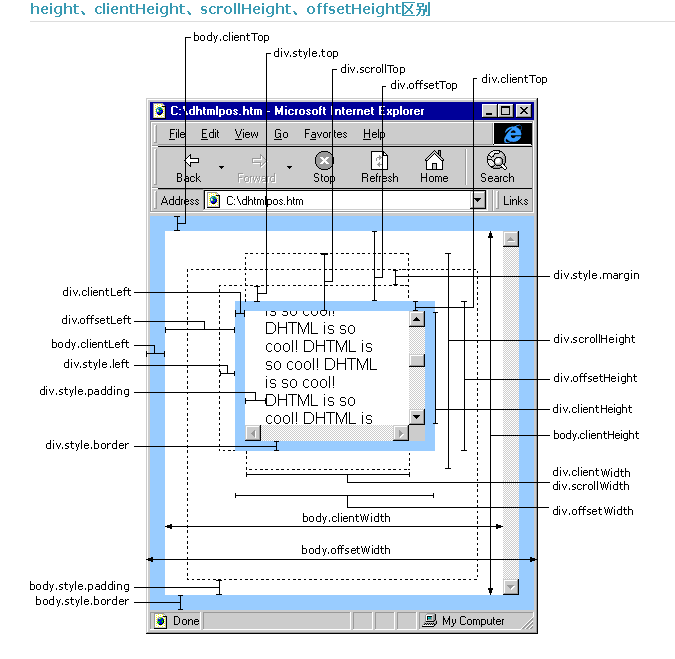 height、clientHeight、scrollHeight、offsetHeight区别
body.clientTop
div.style.top
div.scrollTop
div.offsetTop
div.clientTop
C:\dhtmlpos.htm - Microsoft Internet Explorer
File Edit View Go Favorites Help
Back Forward Stop Refresh Home Search
Address C:\dhtmlpos.htm Links
div.style.margin
div.clientLeft
div.offsetLeft
body.clientLeft
div.style.left
div.style.padding
div.style.border
is so cool!
DHTML is so
cool! DHTML is
so cool! DHTML
is so cool!
DHTML is so
cool! DHTML is
div.scrollHeight
div.offsetHeight
div.clientHeight
body.clientHeight
div.clientWidth
div.scrollWidth
div.offsetWidth
body.clientWidth
body.offsetWidth
body.style.padding
body.style.border
Done My Computer